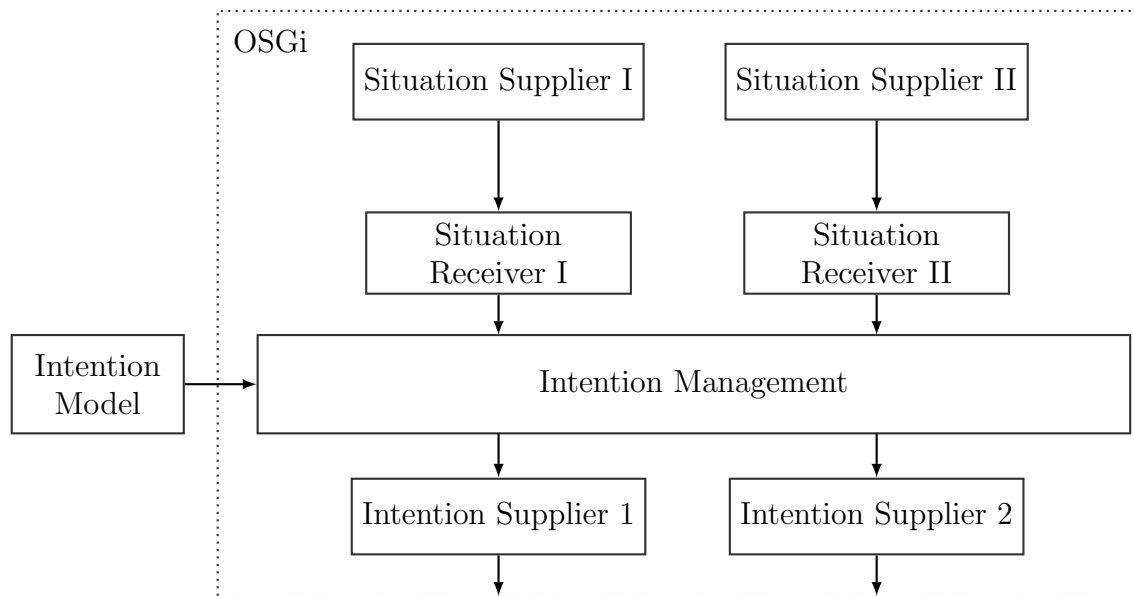 OSGi
Situation Supplier I
Situation Supplier II
Situation
Receiver I
Situation
Receiver II
Intention
Model
Intention Management
Intention Supplier 1
Intention Supplier 2